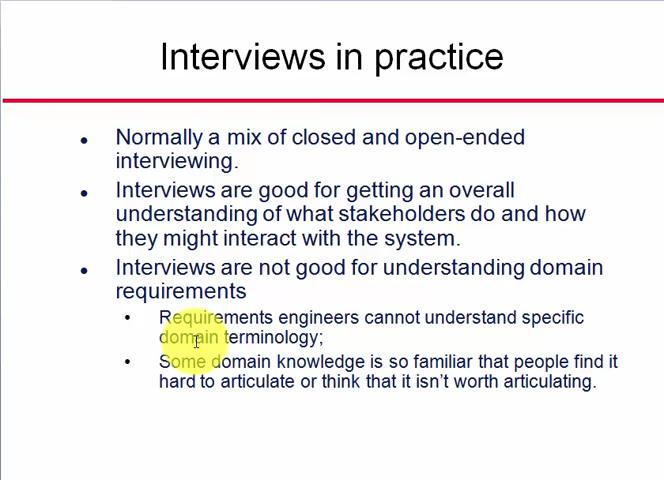 Interviews in practice
Normally a mix of closed and open-ended
interviewing.
Interviews are good for getting an overall
understanding of what stakeholders do and how
they might interact with the system.
Interviews are not good for understanding domain
requirements
Requirements engineers cannot understand specific
domain terminology;
Some domain knowledge is so familiar that people find it
hard to articulate or think that it isn’t worth articulating.